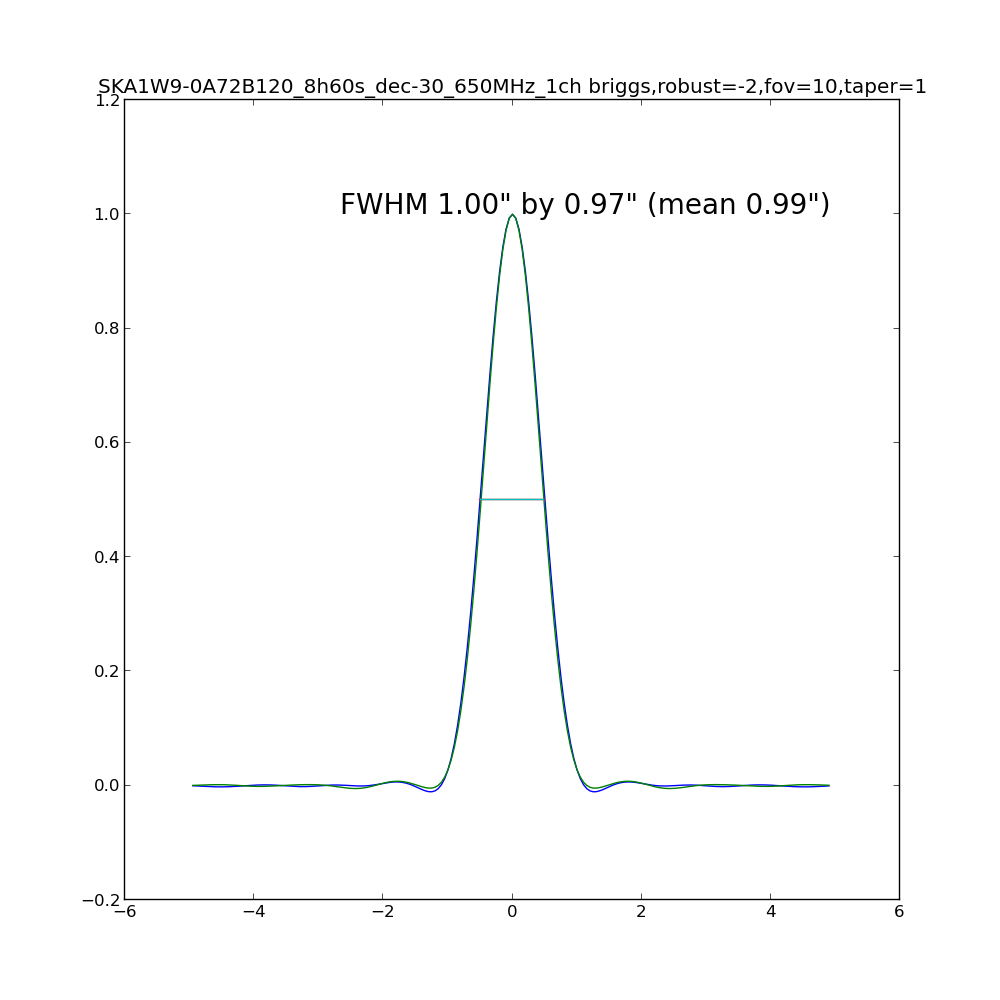 SKA1W9-0A72B120_8h60s_dec-30_650MHz_1ch briggs,robust=-2,fov=10,taper=1
1.2
FWHM 1.00" by 0.97" (mean 0.99")
1.0
0.8
0.6
0.4
0.2
0.0
−0.2
−6 −4 −2 0 2 4 6